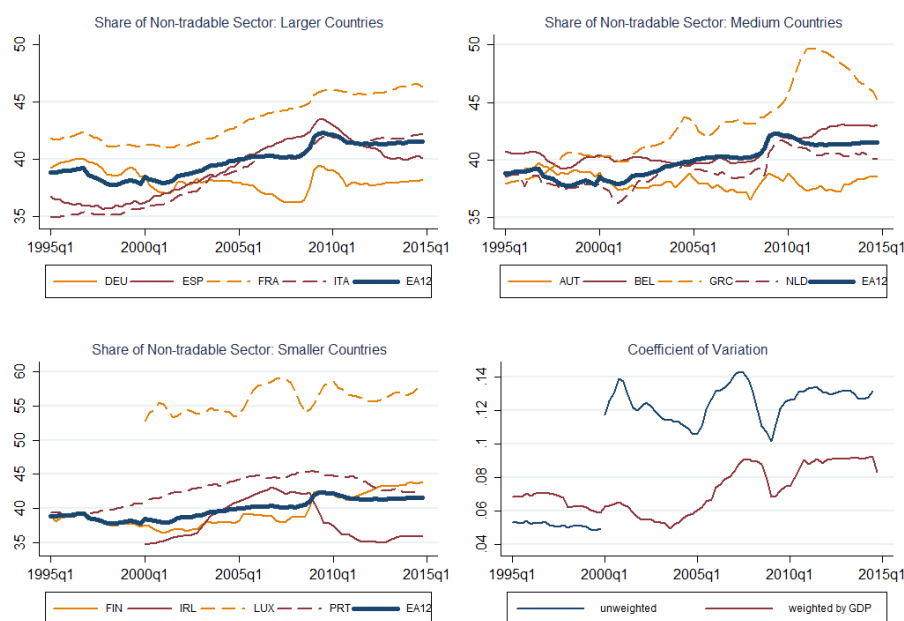 Share of Non-tradable Sector: Larger Countries
50
45
40
35
1995q1 2000q1 2005q1 2010q1 2015q1
DEU ESP FRA ITA EA12
Share of Non-tradable Sector: Medium Countries
50
45
40
35
1995q1 2000q1 2005q1 2010q1 2015q1
AUT BEL GRC NLD EA12
Share of Non-tradable Sector: Smaller Countries
60
55
50
45
40
35
1995q1 2000q1 2005q1 2010q1 2015q1
FIN IRL LUX PRT EA12
Coefficient of Variation
.14
.12
.1
.08
.06
.04
1995q1 2000q1 2005q1 2010q1 2015q1
unweighted weighted by GDP